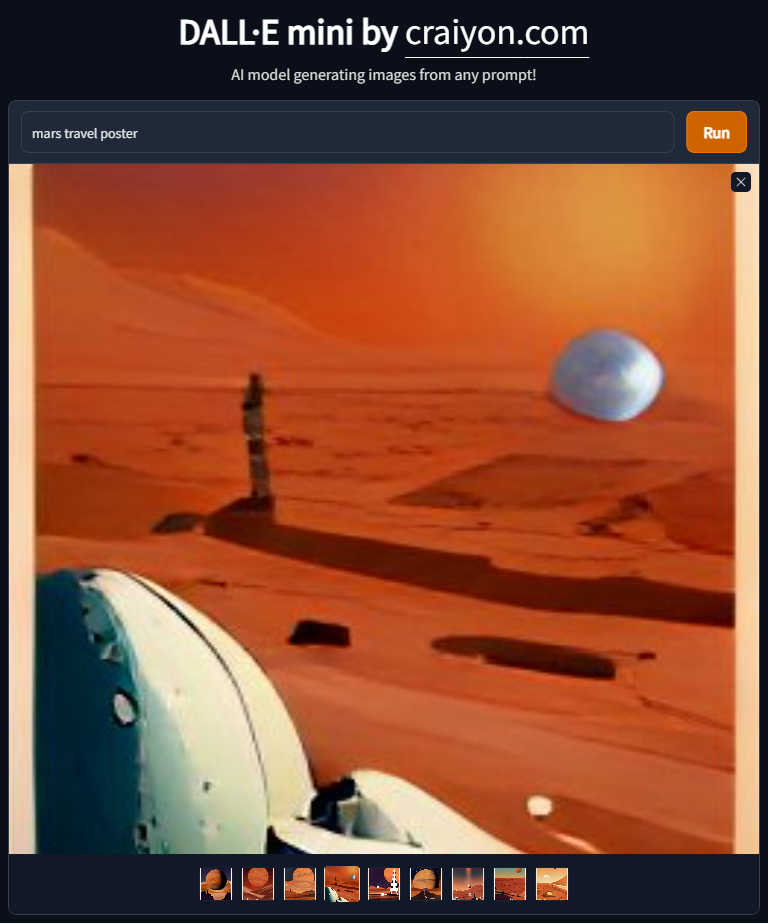 DALL·E mini by craiyon.com
AI model generating images from any prompt!
mars travel poster
Run